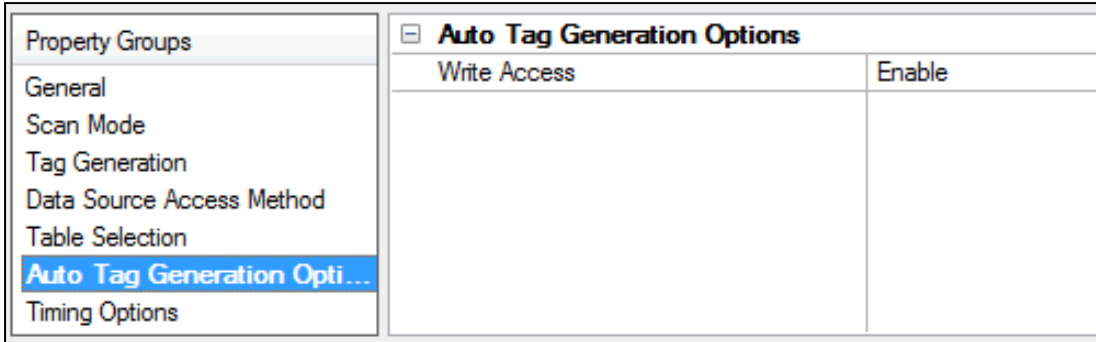 Property Groups
General
Scan Mode
Tag Generation
Data Source Access Method
Table Selection
Auto Tag Generation Opti...
Timing Options
Auto Tag Generation Options
Write Access Enable